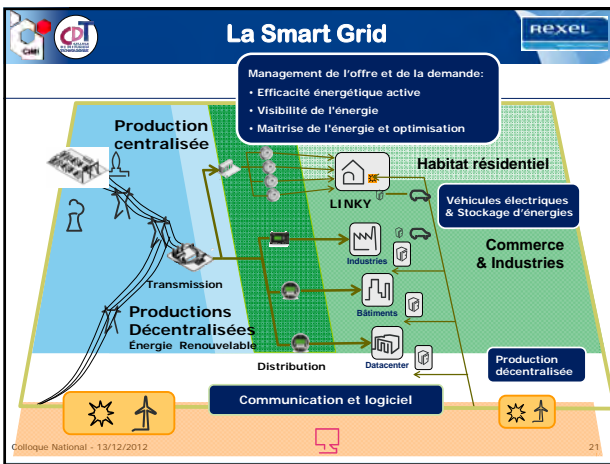 La Smart Grid
CDT
REXEL
Management de l'offre et de la demande:
• Efficacité énergétique active
• Visibilité de l'énergie
• Maîtrise de l'énergie et optimisation
Production
centralisée
Habitat résidentiel
LINKY
Véhicules électriques
& Stockage d'énergies
Commerce
& Industries
Industries
Transmission
Bâtiments
Productions
Décentralisées
Énergie Renouvelable
Distribution
Datacenter
Production
décentralisée
Communication et logiciel
Colloque National - 13/12/2012
21